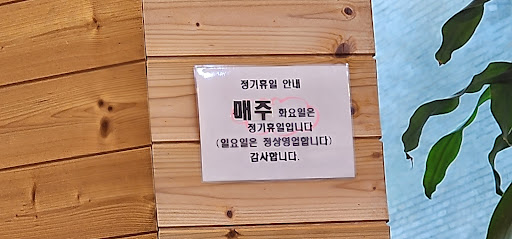 정기휴일 안내
매주 화요일은
정기휴일입니다
(일요일은 정상영업합니다)
감사합니다.